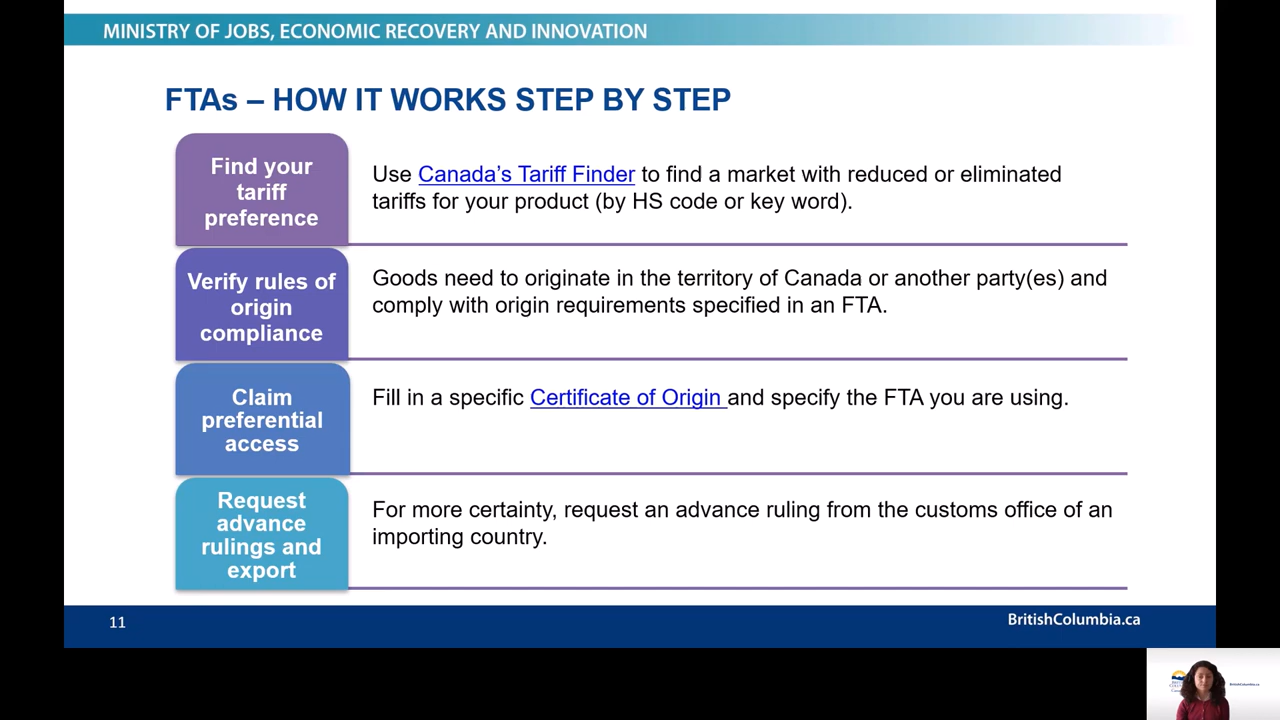 MINISTRY OF JOBS, ECONOMIC RECOVERY AND INNOVATION
FTAs – HOW IT WORKS STEP BY STEP
Find your
tariff
preference
Use Canada's Tariff Finder to find a market with reduced or eliminated
tariffs for your product (by HS code or key word).
Verify rules of
origin
compliance
Goods need to originate in the territory of Canada or another party(es) and
comply with origin requirements specified in an FTA.
Claim
preferential
access
Fill in a specific Certificate of Origin and specify the FTA you are using.
Request
advance
rulings and
export
For more certainty, request an advance ruling from the customs office of an
importing country.
11
BritishColumbia.ca
BritishColumbia.ca